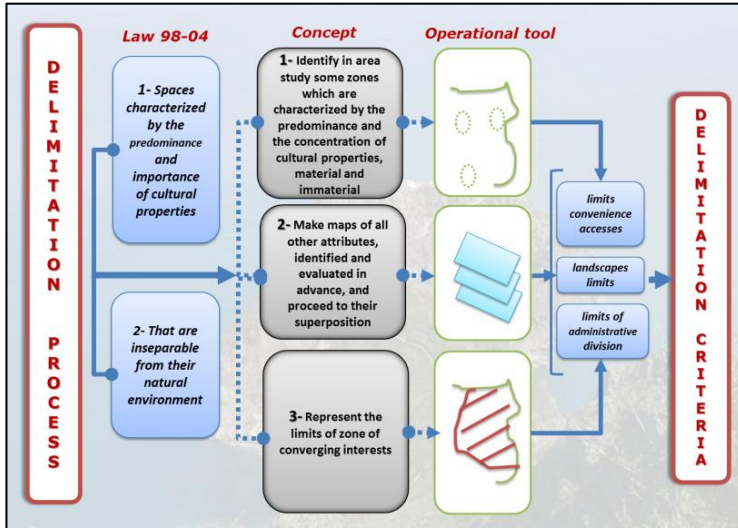 DELIMITATION PROCESS
Law 98-04
1- Spaces
characterized
by the
predominance
and
importance
of cultural
properties
2- That are
inseparable
from their
natural
environment
Concept
1- Identify in area
study some zones
which are
characterized by the
predominance and
the concentration of
cultural properties,
material and
immaterial
2- Make maps of all
other attributes,
identified and
evaluated in
advance, and
proceed to their
superposition
3- Represent the
limits of zone of
converging interests
Operational tool
limits
convenience
accesses
landscapes
limits
limits of
administrative
division
DELIMITATION CRITERIA